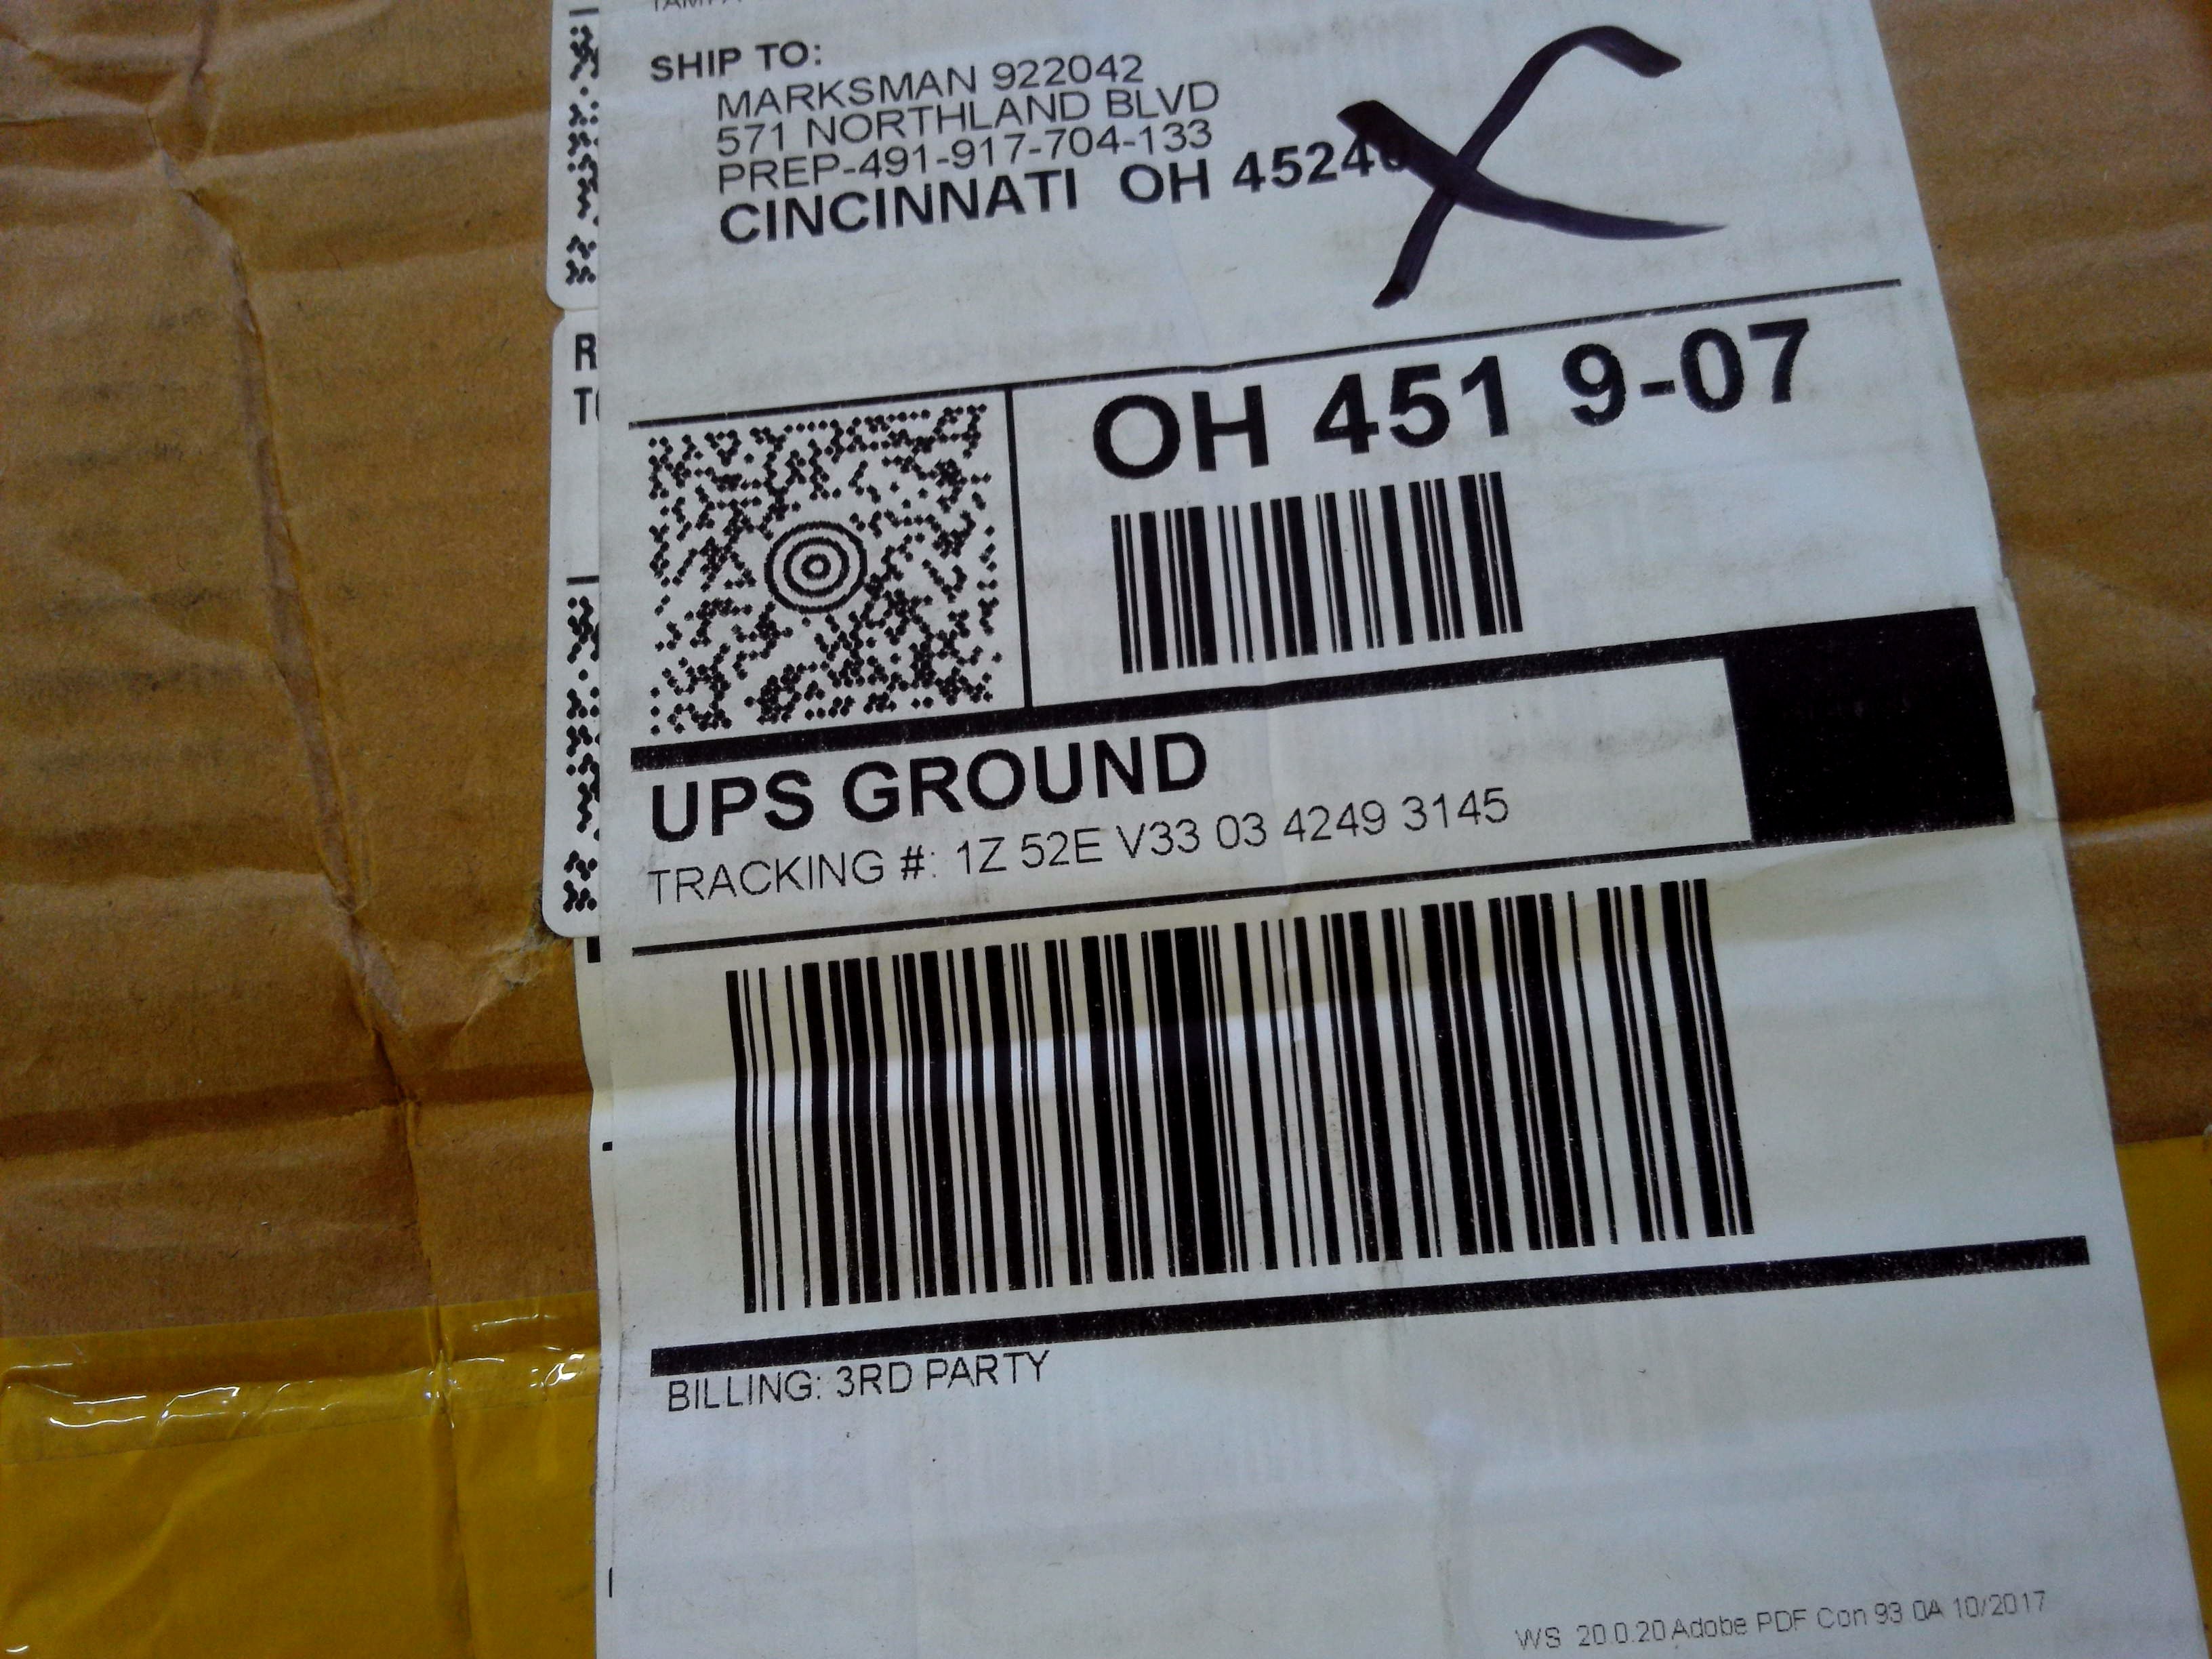 SHIP TO:
MARKSMAN 922042
571 NORTHLAND BLVD
PREP-491-917-704-133
CINCINNATI OH 45246
R
OH 451 9-07
UPS GROUND
TRACKING #: 1Z 52E V33 03 4249 3145
BILLING: 3RD PARTY
WS 20.0.20 Adobe PDF Con 93.0A 10/2017